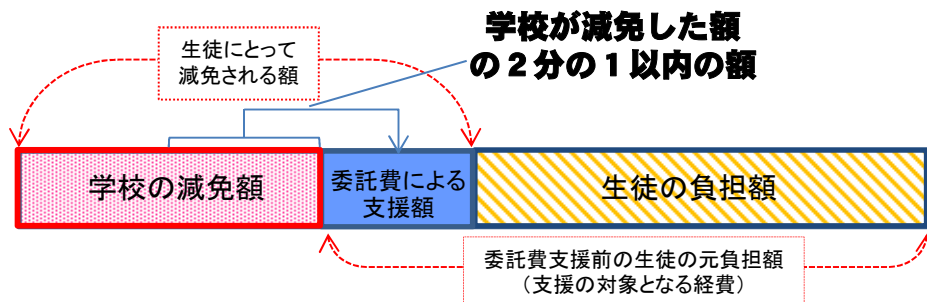 学校が減免した額
の２分の１以内の額
生徒にとって
減免される額
学校の減免額
委託費による
支援額
生徒の負担額
委託費支援前の生徒の元負担額
（支援の対象となる経費）